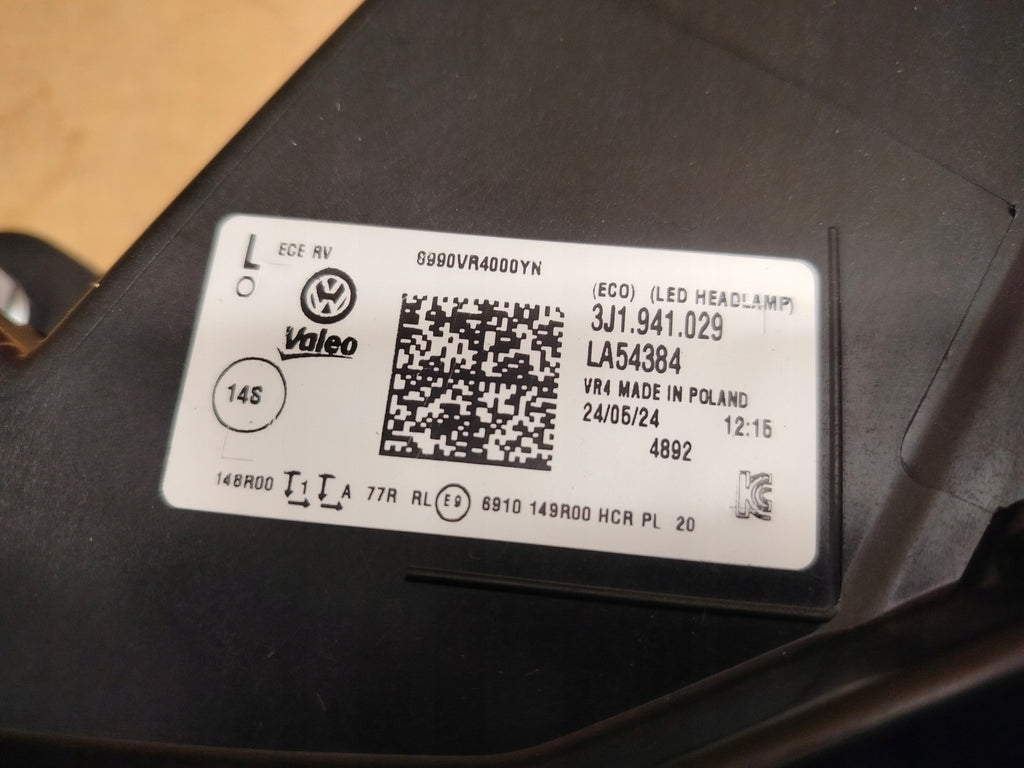 L ECE RV
O
8990VR4000YN
Valeo
14S
(ECO) (LED HEADLAMP)
3J1.941.029
LA54384
VR4 MADE IN POLAND
24/05/24 12:15
4892
148R00 1 A 77R RL E9 6910 149R00 HCR PL 20